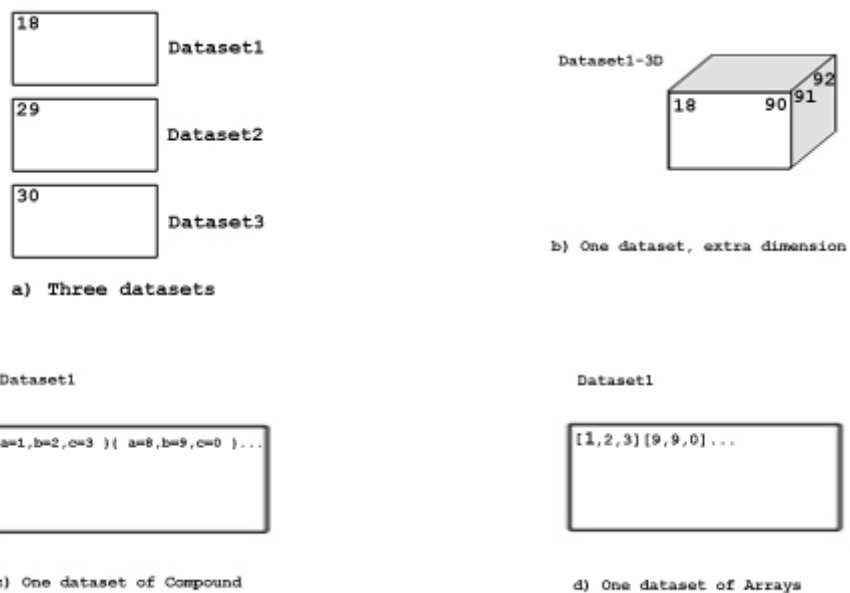 18
Dataset1
29
Dataset2
30
Dataset3
a) Three datasets
Dataset1-3D
18 90 91 92
b) One dataset, extra dimension
Dataset1
a=1,b=2,c=3 )( a=8,b=9,c=0 )...
c) One dataset of Compound
Dataset1
[1,2,3][9,9,0]...
d) One dataset of Arrays